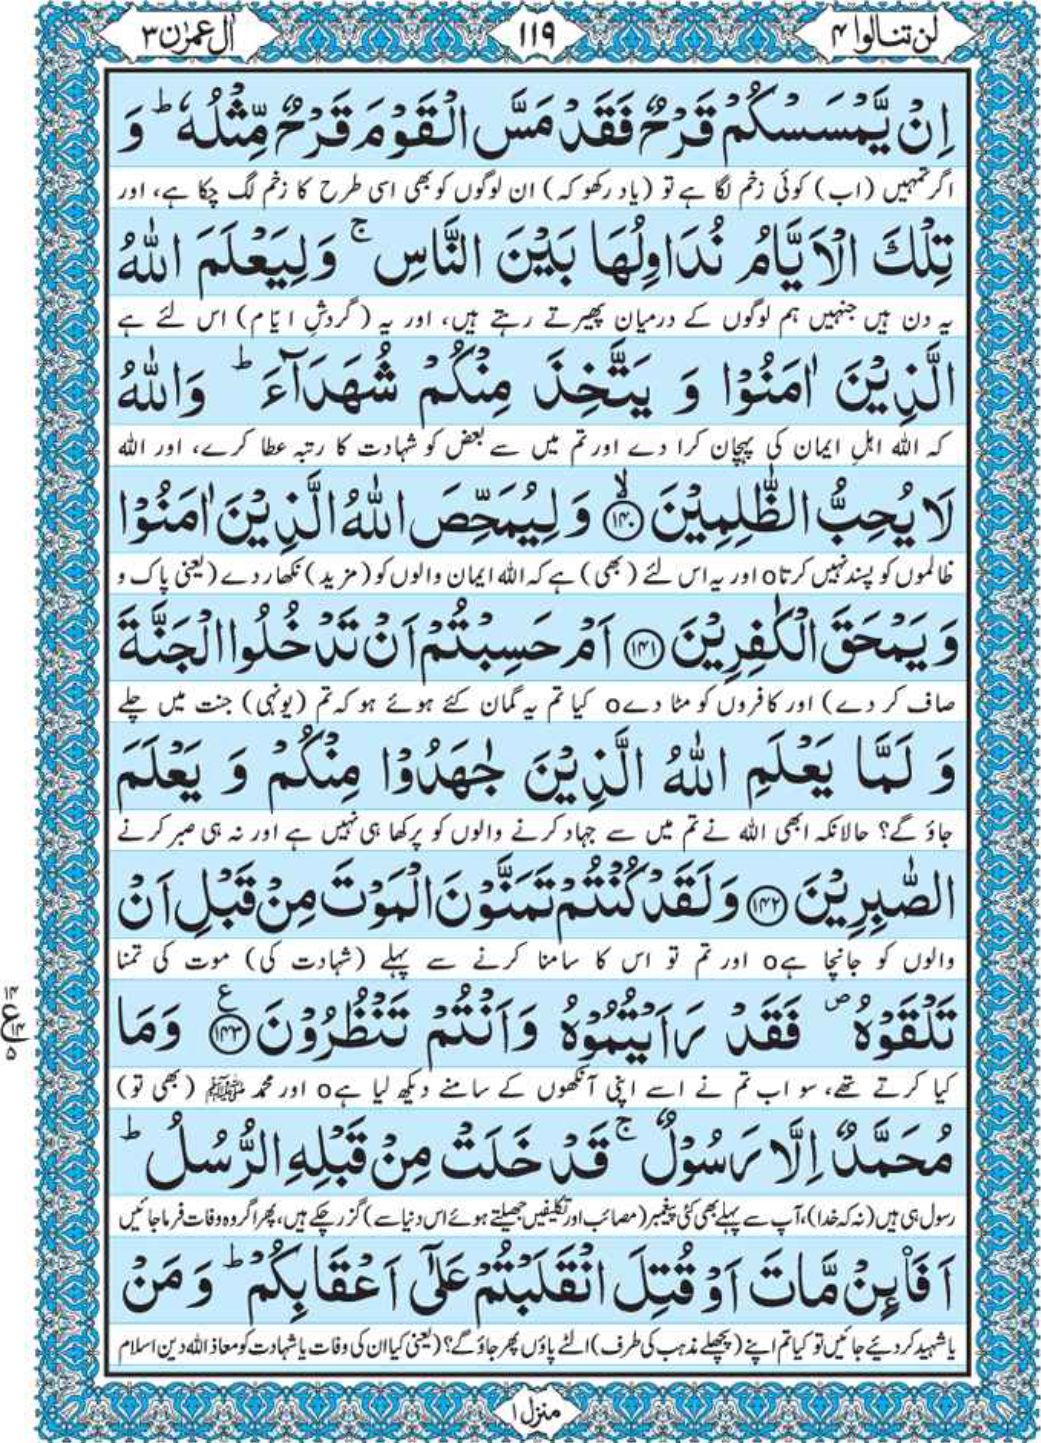 لن تنالوا ۴
۱۱۹
اٰل عمرٰن ۳
اِنْ يَّمْسَسْكُمْ قَرْحٌ فَقَدْ مَسَّ الْقَوْمَ قَرْحٌ مِّثْلُهٗ ؕ وَ
اگر تمہیں (اب) کوئی زخم لگا ہے تو (یاد رکھو کہ) ان لوگوں کو بھی اسی طرح کا زخم لگ چکا ہے، اور
تِلْكَ الْاَيَّامُ نُدَاوِلُهَا بَيْنَ النَّاسِ ۚ وَلِيَعْلَمَ اللّٰهُ
یہ دن ہیں جنہیں ہم لوگوں کے درمیان پھیرتے رہتے ہیں، اور یہ (گردشِ ایّام) اس لئے ہے
الَّذِيْنَ اٰمَنُوْا وَ يَتَّخِذَ مِنْكُمْ شُهَدَآءَ ؕ وَاللّٰهُ
کہ اللہ اہلِ ایمان کی پہچان کرا دے اور تم میں سے بعض کو شہادت کا رتبہ عطا کرے، اور اللہ
لَا يُحِبُّ الظّٰلِمِيْنَ ۙ﴿۱۴۰﴾ وَلِيُمَحِّصَ اللّٰهُ الَّذِيْنَ اٰمَنُوْا
ظالموں کو پسند نہیں کرتاo اور یہ اس لئے (بھی) ہے کہ اللہ ایمان والوں کو (مزید) نکھار دے (یعنی پاک و
وَيَمْحَقَ الْكٰفِرِيْنَ ﴿۱۴۱﴾ اَمْ حَسِبْتُمْ اَنْ تَدْخُلُوا الْجَنَّةَ
صاف کر دے) اور کافروں کو مٹا دےo کیا تم یہ گمان کئے ہوئے ہو کہ تم (یونہی) جنت میں چلے
وَ لَمَّا يَعْلَمِ اللّٰهُ الَّذِيْنَ جٰهَدُوْا مِنْكُمْ وَ يَعْلَمَ
جاؤ گے؟ حالانکہ ابھی اللہ نے تم میں سے جہاد کرنے والوں کو پرکھا ہی نہیں ہے اور نہ ہی صبر کرنے
الصّٰبِرِيْنَ ﴿۱۴۲﴾ وَلَقَدْ كُنْتُمْ تَمَنَّوْنَ الْمَوْتَ مِنْ قَبْلِ اَنْ
والوں کو جانچا ہےo اور تم تو اس کا سامنا کرنے سے پہلے (شہادت کی) موت کی تمنا
تَلْقَوْهُ ۪ فَقَدْ رَاَيْتُمُوْهُ وَاَنْتُمْ تَنْظُرُوْنَ ﴿۱۴۳﴾ ع وَمَا
کیا کرتے تھے، سو اب تم نے اسے اپنی آنکھوں کے سامنے دیکھ لیا ہےo اور محمد ﷺ (بھی تو)
مُحَمَّدٌ اِلَّا رَسُوْلٌ ۚ قَدْ خَلَتْ مِنْ قَبْلِهِ الرُّسُلُ ؕ
رسول ہی ہیں (نہ کہ خدا)، آپ سے پہلے بھی کئی پیغمبر (مصائب اور تکلیفیں جھیلتے ہوئے اس دنیا سے) گزر چکے ہیں، پھر اگر وہ وفات فرما جائیں
اَفَا۠ئِنْ مَّاتَ اَوْ قُتِلَ انْقَلَبْتُمْ عَلٰٓى اَعْقَابِكُمْ ؕ وَ مَنْ
یا شہید کر دیئے جائیں تو کیا تم اپنے (پچھلے مذہب کی طرف) الٹے پاؤں پھر جاؤ گے؟ (یعنی کیا ان کی وفات یا شہادت کو معاذ اللہ دین اسلام
۱۴
ع ۱۴
۵
منزل ۱